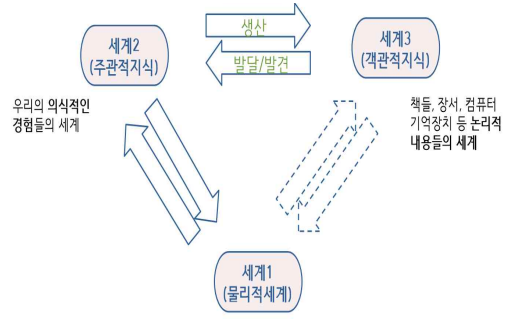 세계2
(주관적지식)
생산
발달/발견
세계3
(객관적지식)
우리의 의식적인
경험들의 세계
책들, 장서, 컴퓨터
기억장치 등 논리적
내용들의 세계
세계1
(물리적세계)